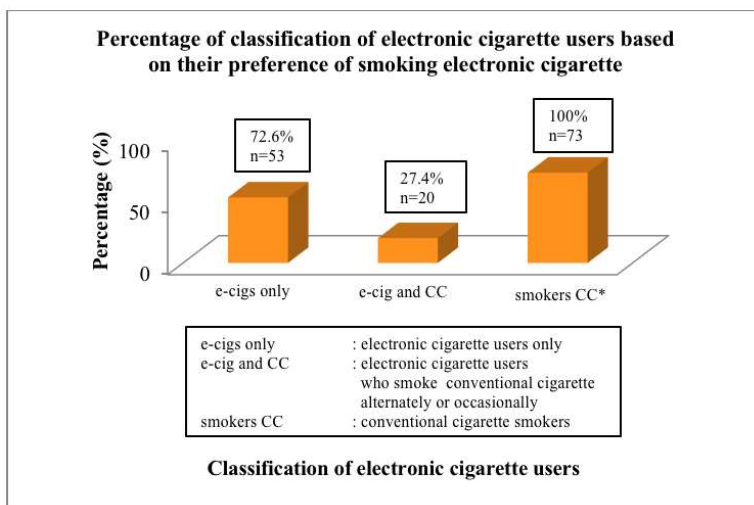 Percentage of classification of electronic cigarette users based
on their preference of smoking electronic cigarette
Percentage (%)
100
50
0
72.6%
n=53
27.4%
n=20
100%
n=73
e-cigs only
e-cig and CC
smokers CC*
e-cigs only : electronic cigarette users only
e-cig and CC : electronic cigarette users
who smoke conventional cigarette
alternately or occasionally
smokers CC : conventional cigarette smokers
Classification of electronic cigarette users